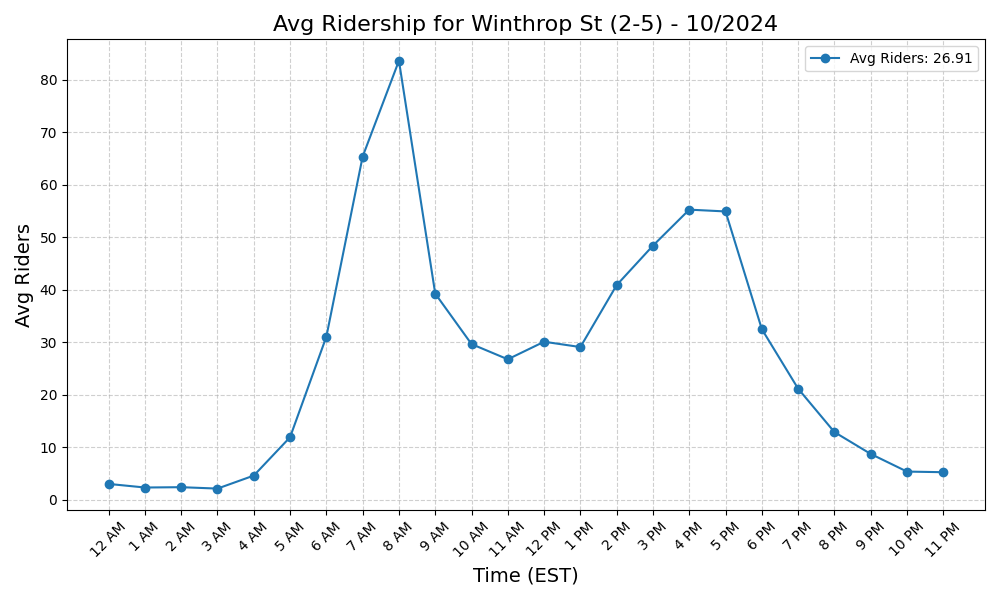 Avg Ridership for Winthrop St (2-5) - 10/2024
Avg Riders: 26.91
Avg Riders
80
70
60
50
40
30
20
10
0
12 AM
1 AM
2 AM
3 AM
4 AM
5 AM
6 AM
7 AM
8 AM
9 AM
10 AM
11 AM
12 PM
1 PM
2 PM
3 PM
4 PM
5 PM
6 PM
7 PM
8 PM
9 PM
10 PM
11 PM
Time (EST)